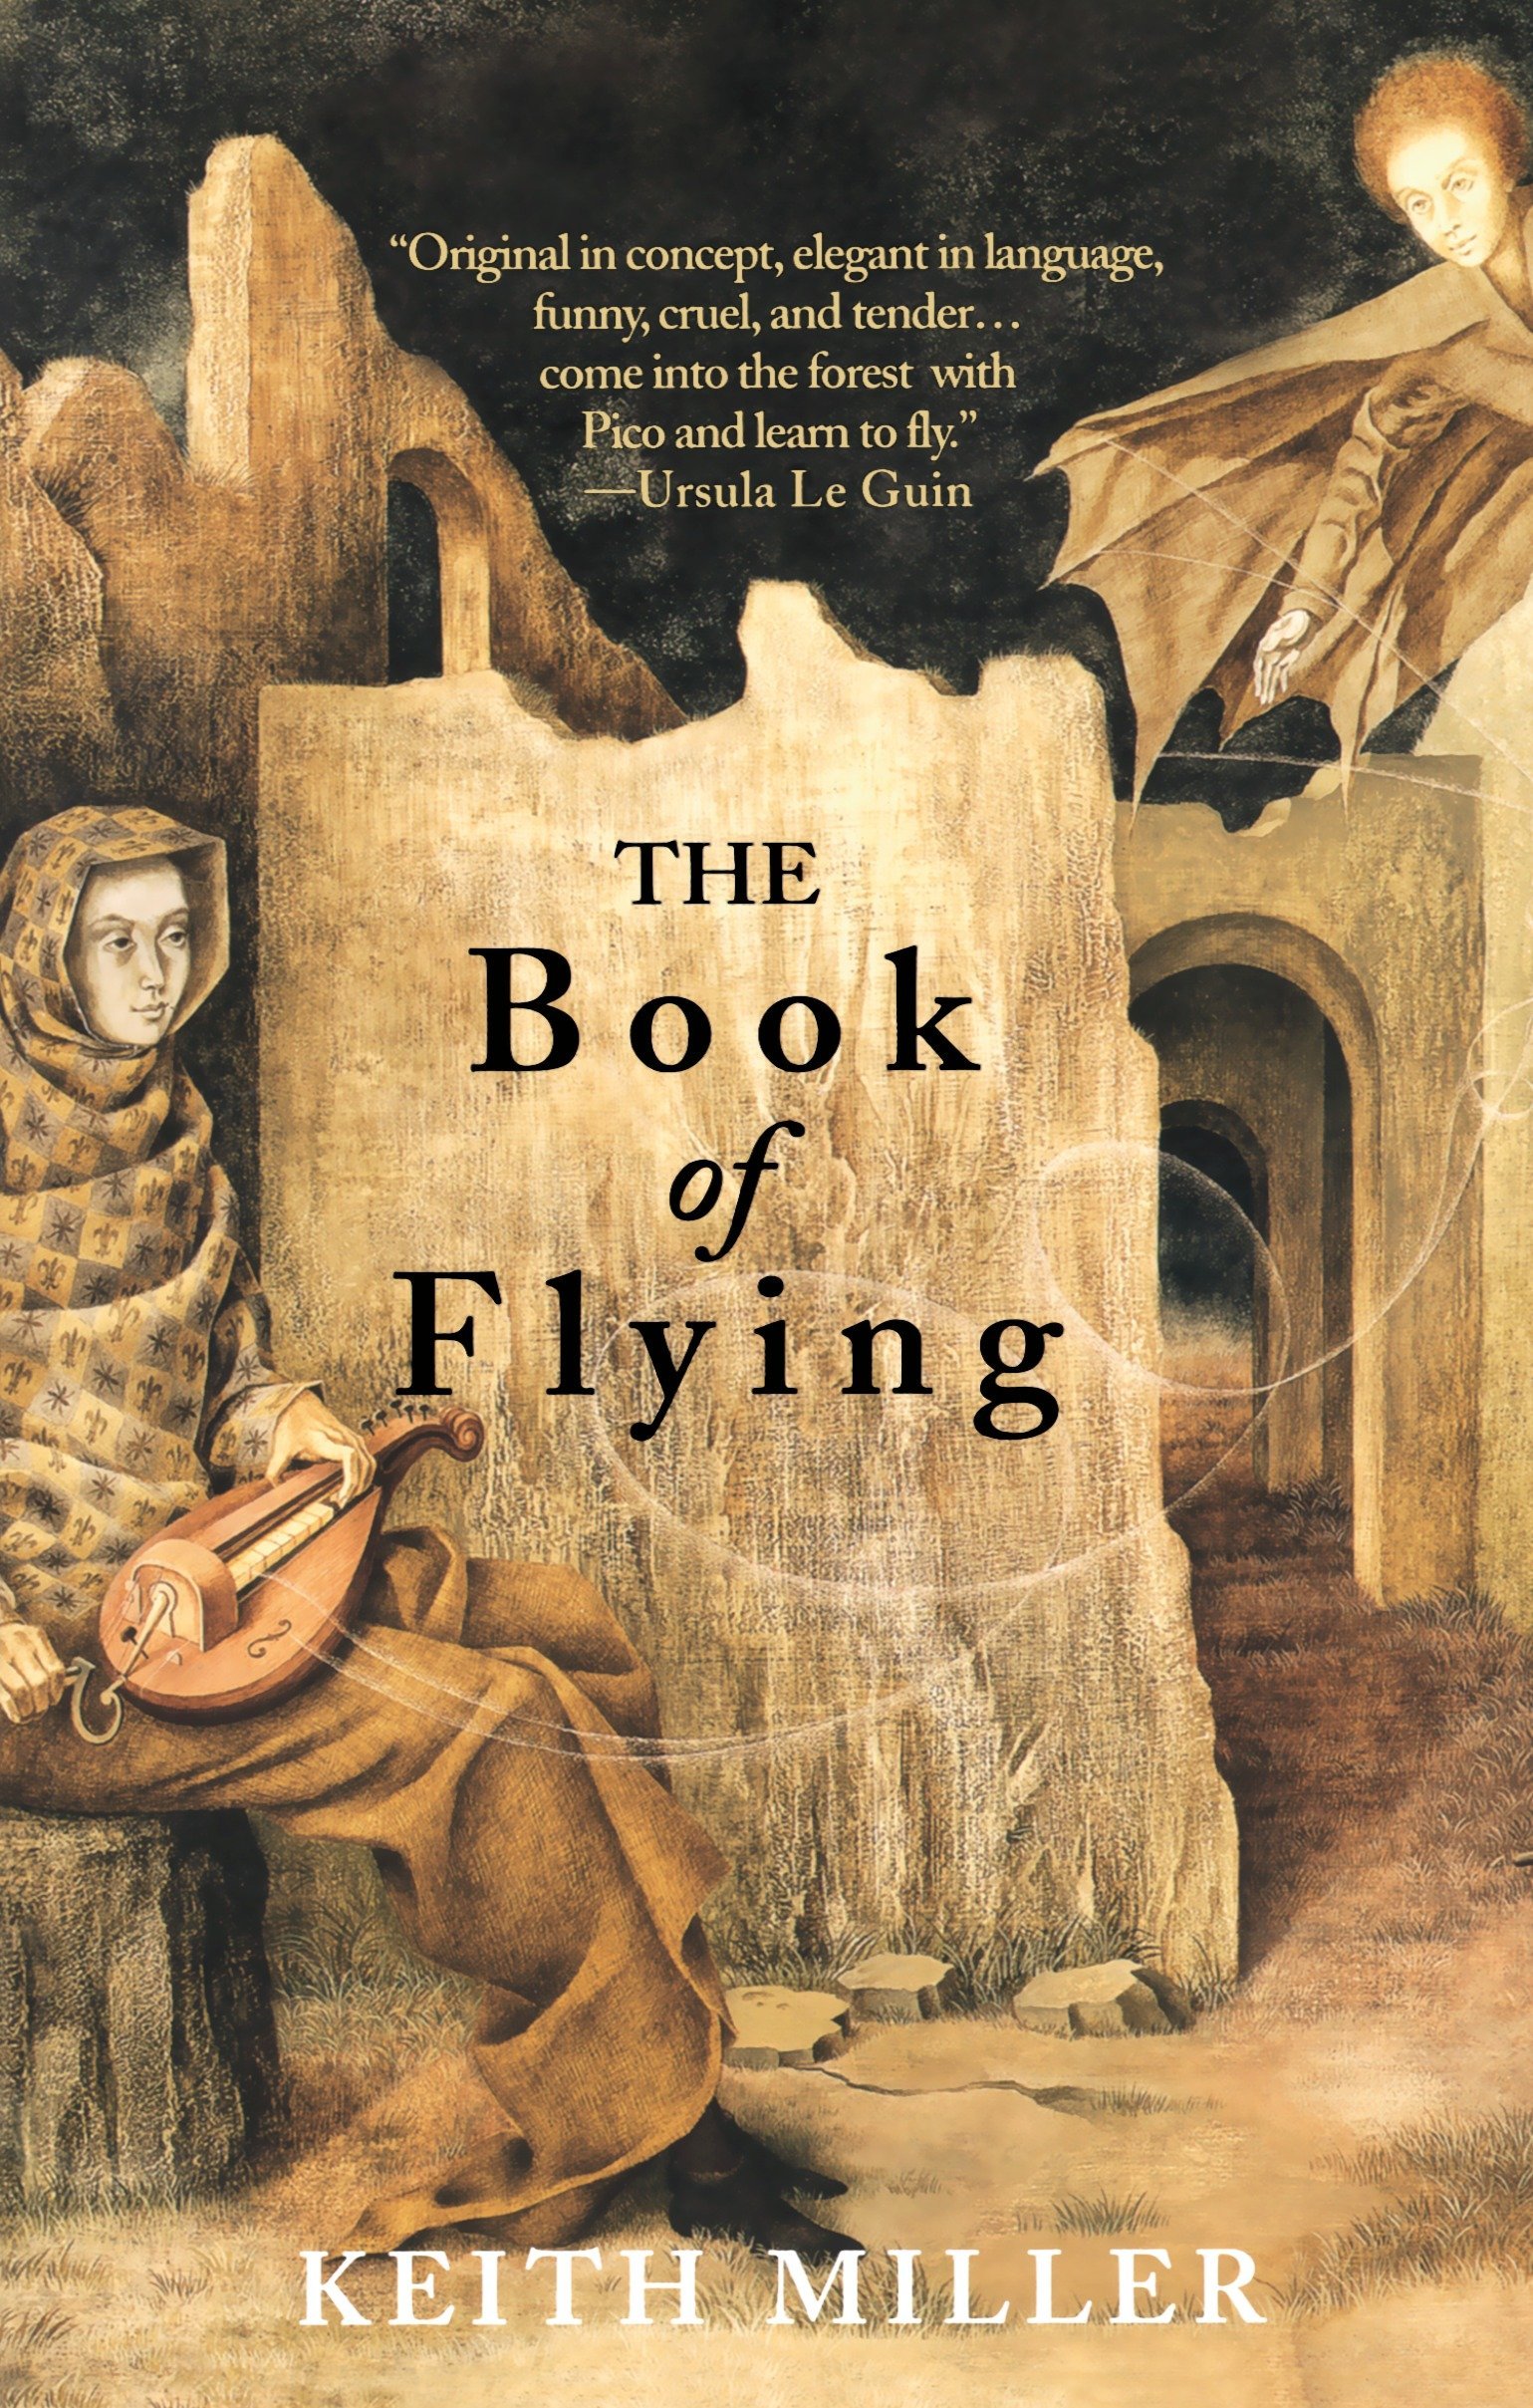 “Original in concept, elegant in language,
funny, cruel, and tender...
come into the forest with
Pico and learn to fly.”
—Ursula Le Guin
THE
Book
of
Flying
KEITH MILLER